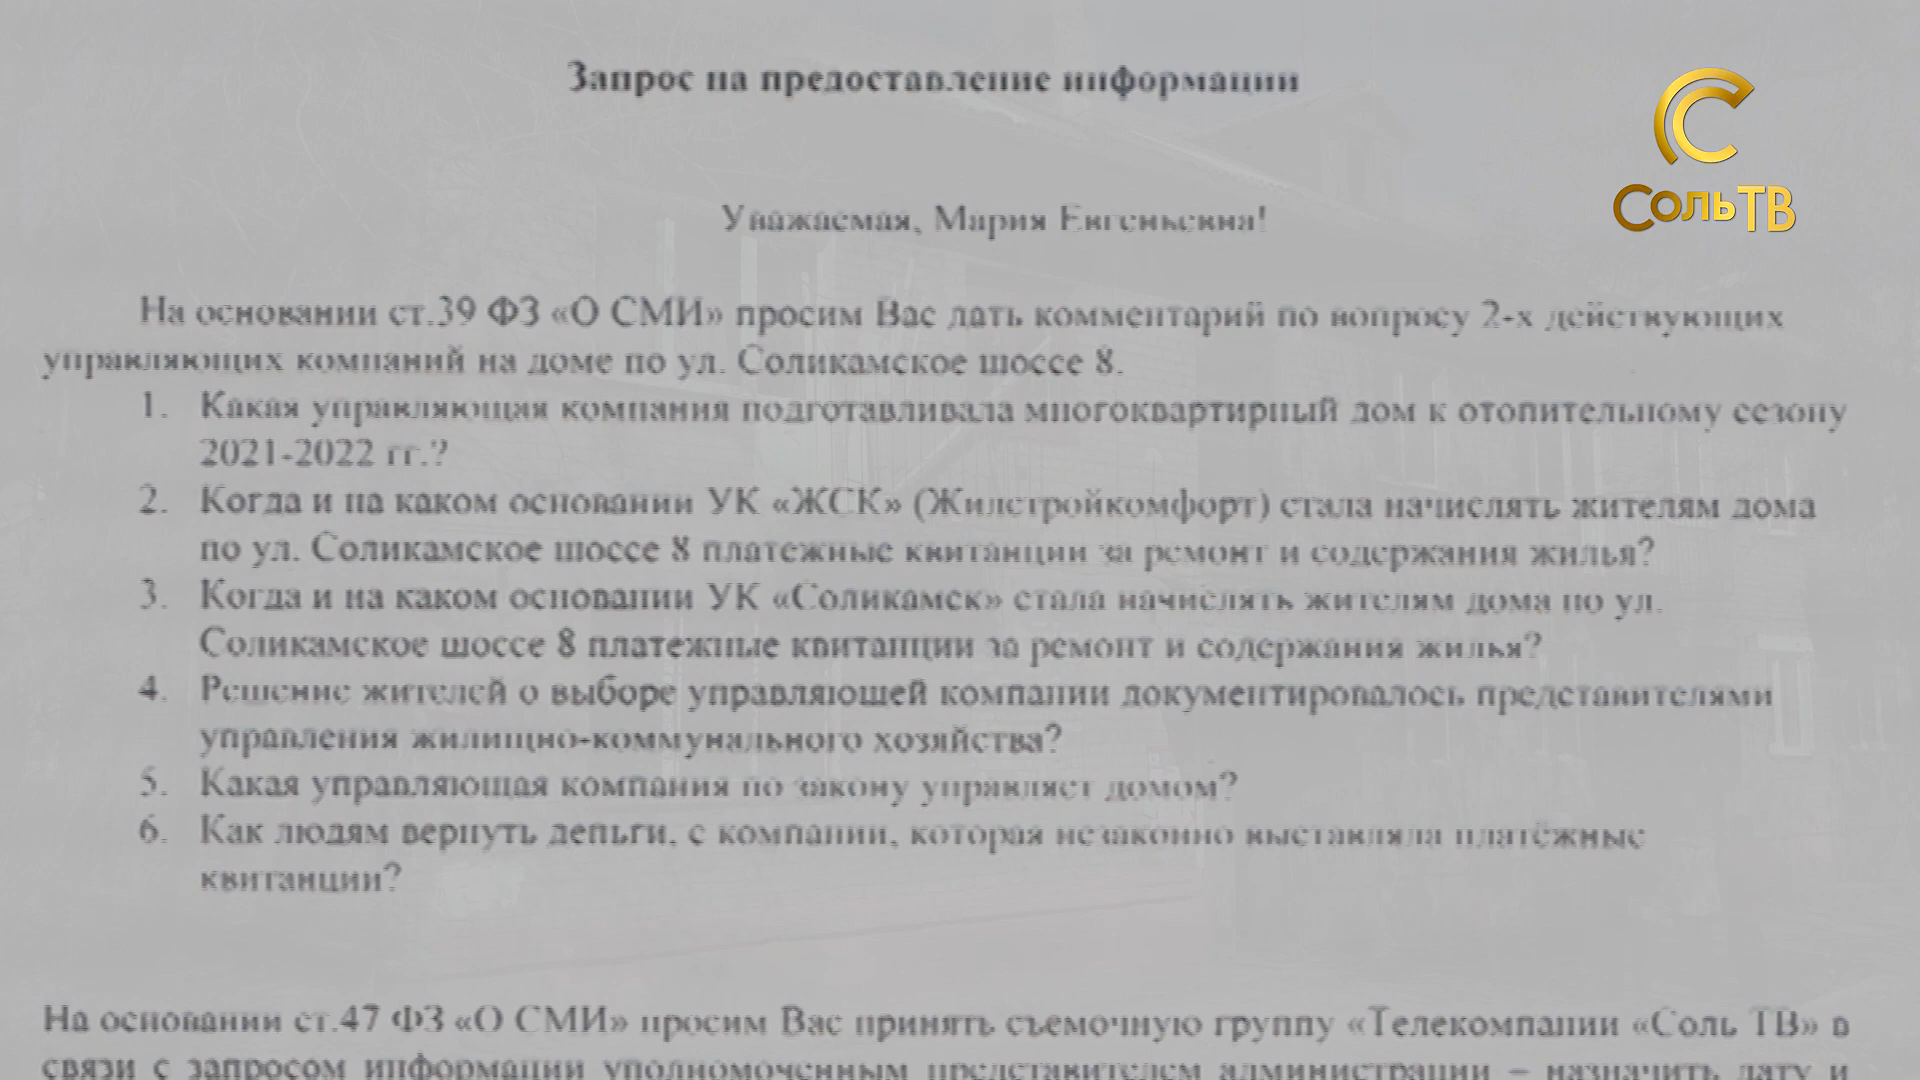 Запрос на предоставление информации
СольТВ
Уважаемая, Мария Евгеньевна!
На основании ст.39 ФЗ «О СМИ» просим Вас дать комментарий по вопросу 2-х действующих
управляющих компаний на доме по ул. Соликамское шоссе 8.
1. Какая управляющая компания подготавливала многоквартирный дом к отопительному сезону
2021-2022 гг.?
2. Когда и на каком основании УК «ЖСК» (Жилстройкомфорт) стала начислять жителям дома
по ул. Соликамское шоссе 8 платежные квитанции за ремонт и содержания жилья?
3. Когда и на каком основании УК «Соликамск» стала начислять жителям дома по ул.
Соликамское шоссе 8 платежные квитанции за ремонт и содержания жилья?
4. Решение жителей о выборе управляющей компании документировалось представителями
управления жилищно-коммунального хозяйства?
5. Какая управляющая компания по закону управляет домом?
6. Как людям вернуть деньги, с компании, которая незаконно выставляла платёжные
квитанции?
На основании ст.47 ФЗ «О СМИ» просим Вас принять съемочную группу «Телекомпании «Соль ТВ» в
связи с запросом информации уполномоченным представителем администрации – назначить дату и